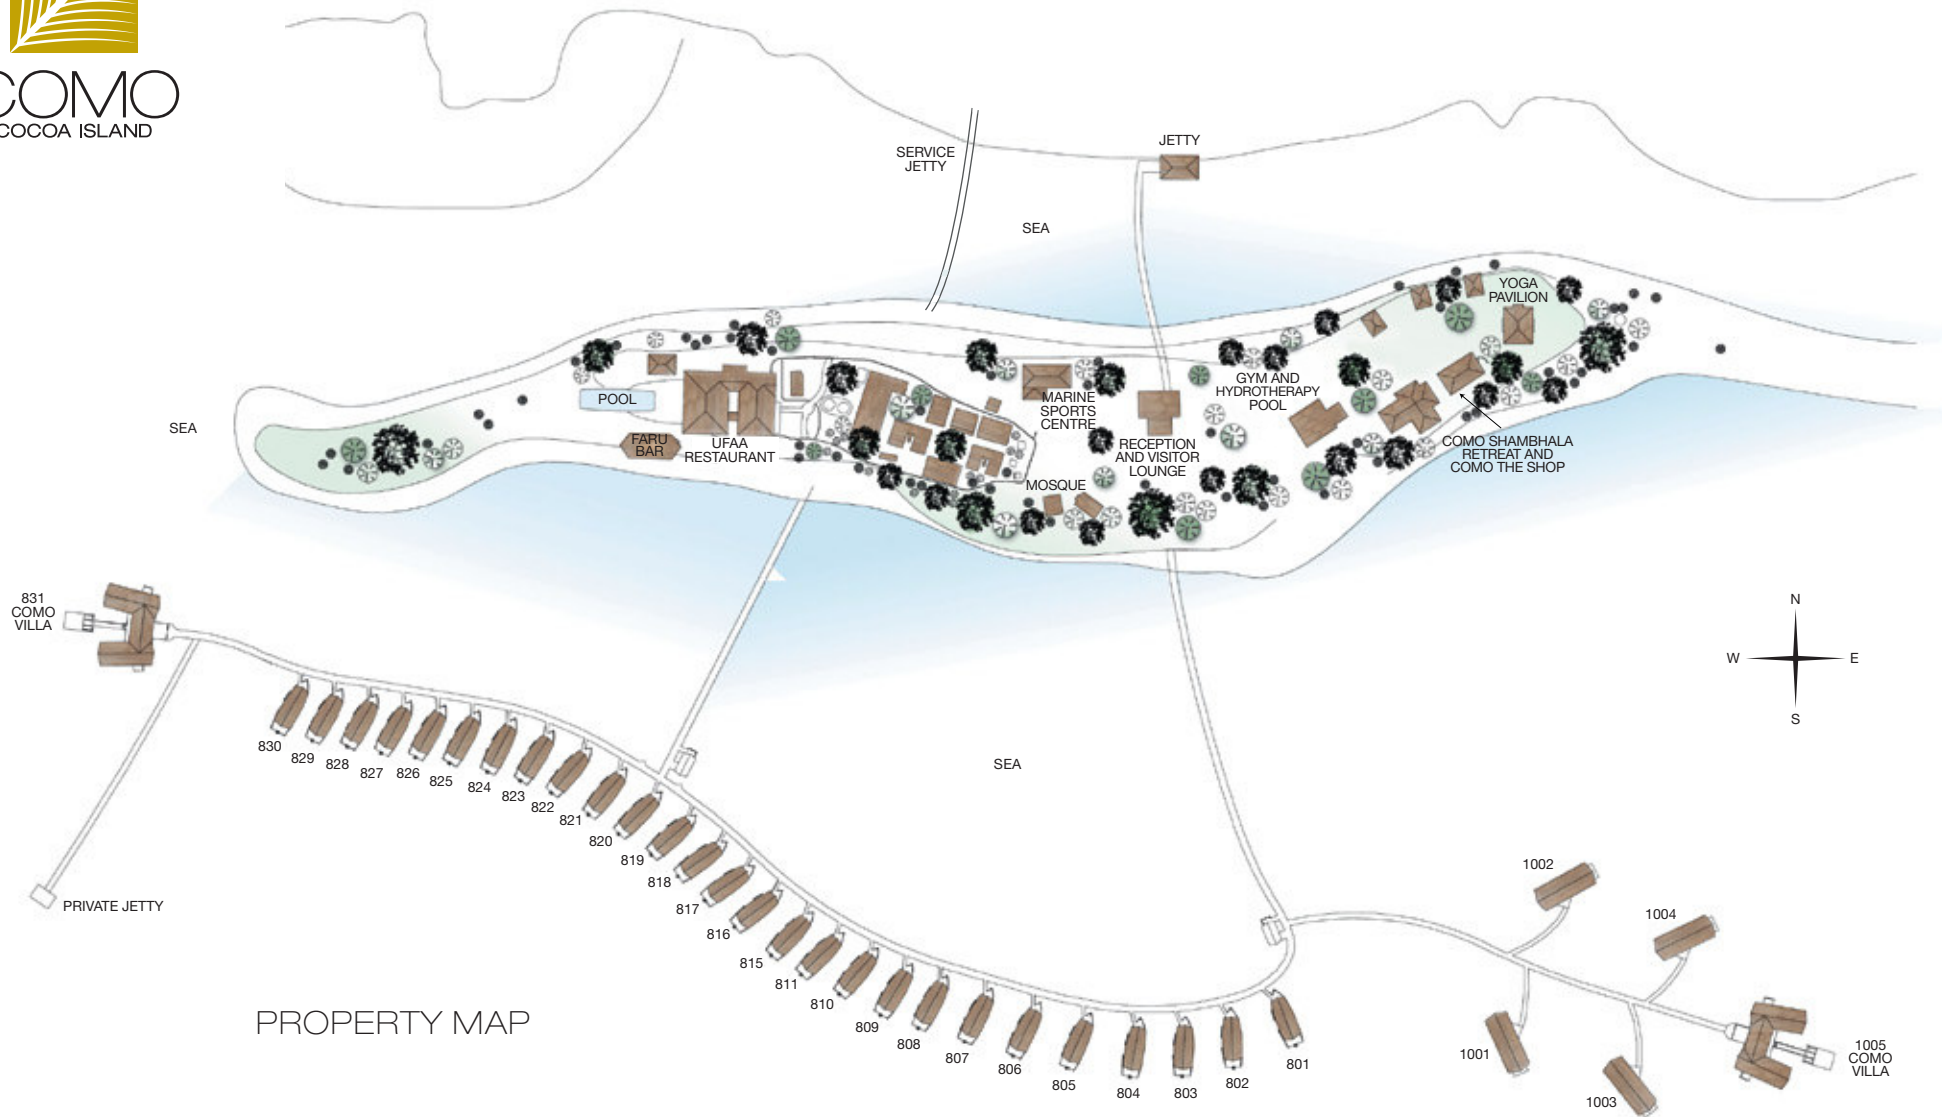 COMO
COCOA ISLAND
SERVICE
JETTY
JETTY
SEA
YOGA
PAVILION
POOL
SEA
FARU
BAR
UFAA
RESTAURANT
MARINE
SPORTS
CENTRE
GYM AND
HYDROTHERAPY
POOL
RECEPTION
AND VISITOR
LOUNGE
COMO SHAMBHALA
RETREAT AND
COMO THE SHOP
MOSQUE
831
COMO
VILLA
N
W
E
S
830
829
828
827
826
825
824
823
822
821
820
819
818
817
816
815
811
810
809
808
807
806
805
804
803
802
801
SEA
PRIVATE JETTY
1002
1004
1001
1003
1005
COMO
VILLA
PROPERTY MAP